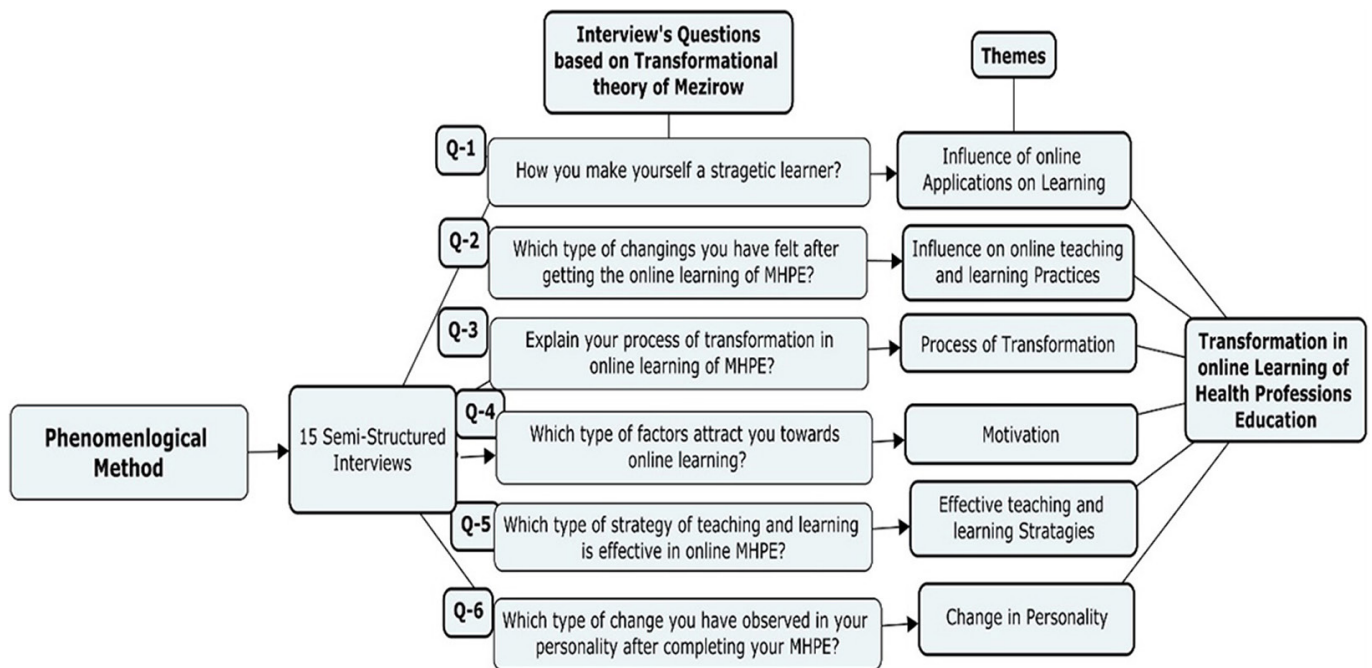 Interview's Questions
based on Transformational
theory of Mezirow
Themes
Q-1
How you make yourself a stragetic learner?
Influence of online
Applications on Learning
Q-2
Which type of changings you have felt after
getting the online learning of MHPE?
Influence on online teaching
and learning Practices
Q-3
Explain your process of transformation in
online learning of MHPE?
Process of Transformation
Transformation in
online Learning of
Health Professions
Education
Phenomenlogical
Method
15 Semi-Structured
Interviews
Q-4
Which type of factors attract you towards
online learning?
Motivation
Q-5
Which type of strategy of teaching and learning
is effective in online MHPE?
Effective teaching and
learning Stratagies
Q-6
Which type of change you have observed in your
personality after completing your MHPE?
Change in Personality